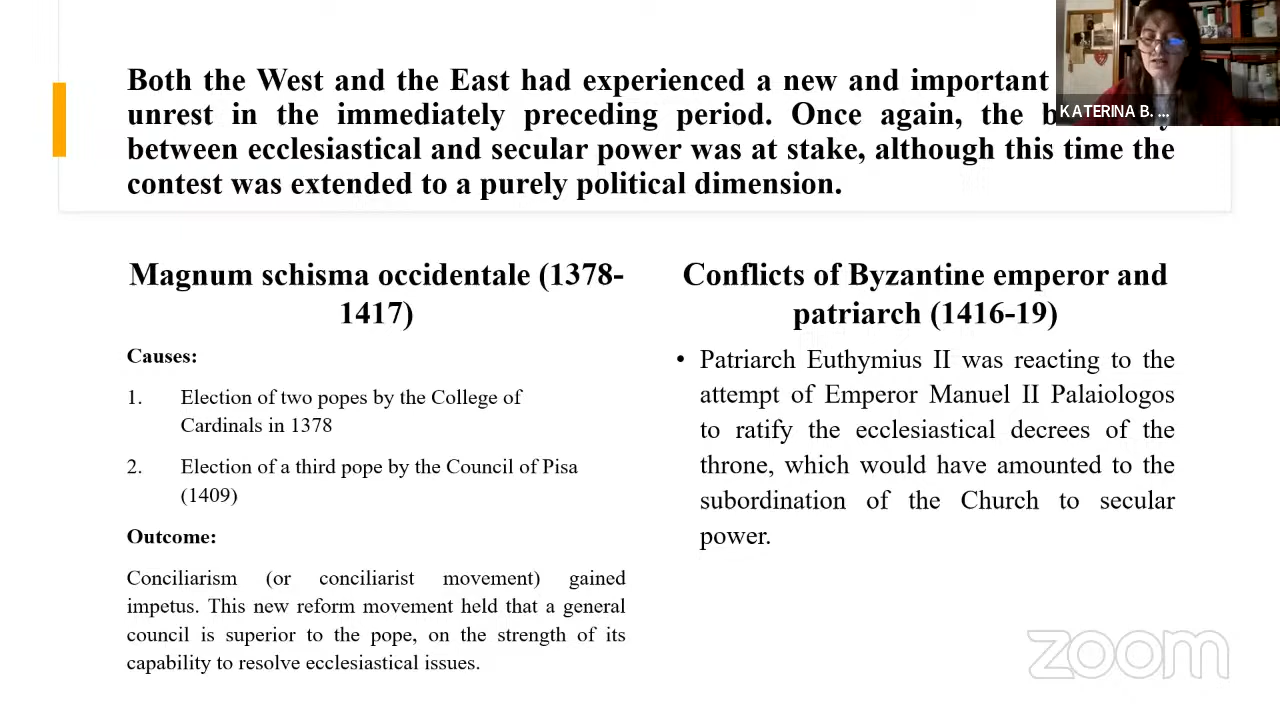 Both the West and the East had experienced a new and important
unrest in the immediately preceding period. Once again, the
between ecclesiastical and secular power was at stake, although this time the
contest was extended to a purely political dimension.
KATERINA B. ...
Magnum schisma occidentale (1378-
1417)
Causes:
1. Election of two popes by the College of
Cardinals in 1378
2. Election of a third pope by the Council of Pisa
(1409)
Outcome:
Conciliarism (or conciliarist movement) gained
impetus. This new reform movement held that a general
council is superior to the pope, on the strength of its
capability to resolve ecclesiastical issues.
Conflicts of Byzantine emperor and
patriarch (1416-19)
• Patriarch Euthymius II was reacting to the
attempt of Emperor Manuel II Palaiologos
to ratify the ecclesiastical decrees of the
throne, which would have amounted to the
subordination of the Church to secular
power.
zoom